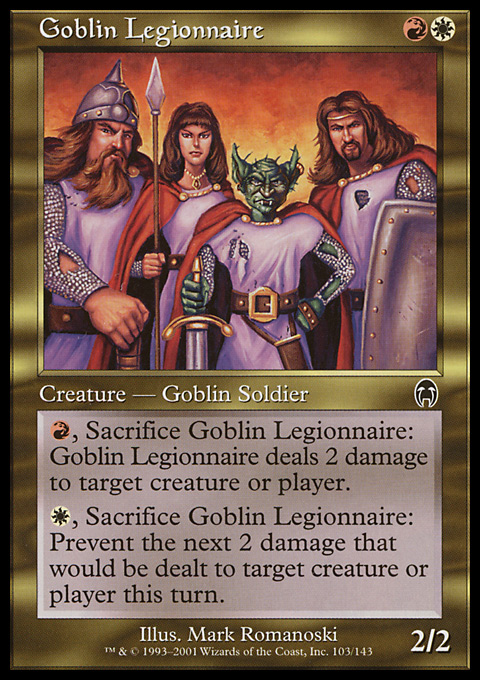 Goblin Legionnaire
Creature — Goblin Soldier
, Sacrifice Goblin Legionnaire:
Goblin Legionnaire deals 2 damage
to target creature or player.
, Sacrifice Goblin Legionnaire:
Prevent the next 2 damage that
would be dealt to target creature or
player this turn.
Illus. Mark Romanoski
2/2
™ & © 1993–2001 Wizards of the Coast, Inc. 103/143